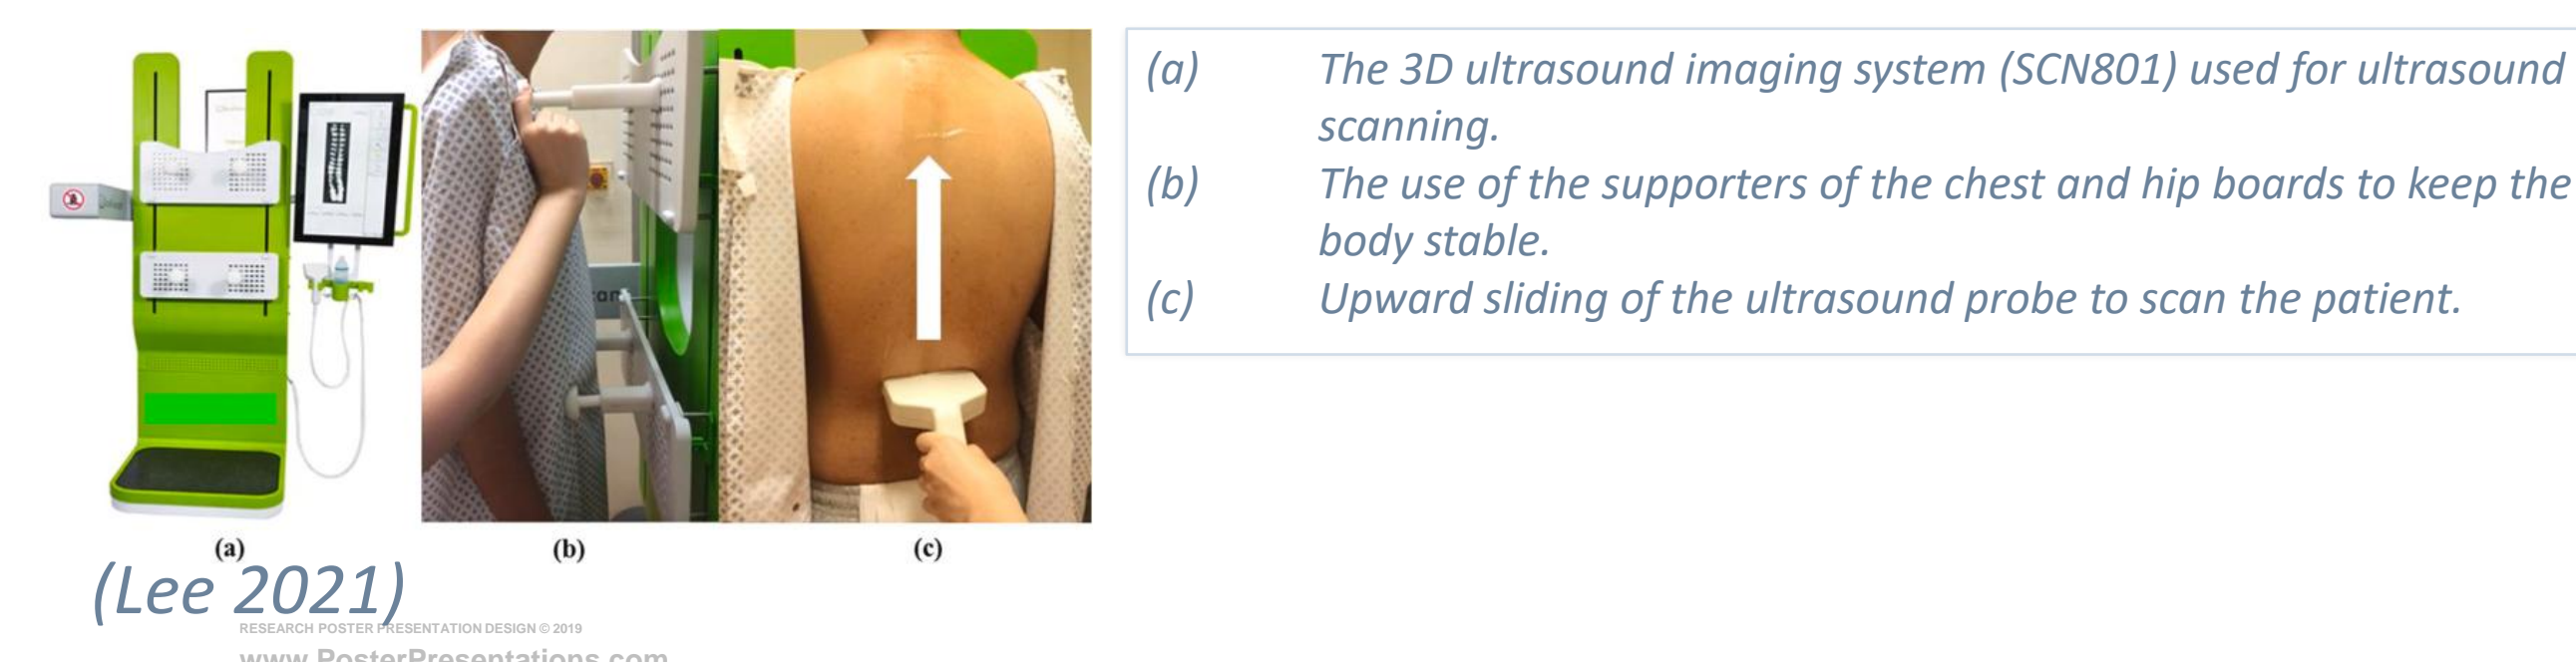 (a) The 3D ultrasound imaging system (SCN801) used for ultrasound
scanning.
(b) The use of the supporters of the chest and hip boards to keep the
body stable.
(c) Upward sliding of the ultrasound probe to scan the patient.
(a)
(b)
(c)
(Lee 2021)
RESEARCH POSTER PRESENTATION DESIGN © 2019
www.PosterPresentations.com